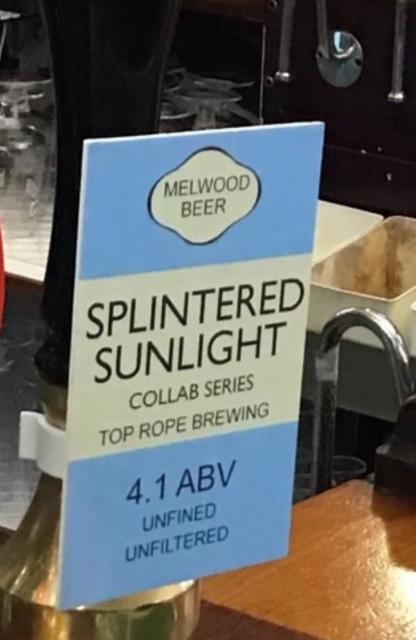 MELWOOD
BEER
SPLINTERED
SUNLIGHT
COLLAB SERIES
TOP ROPE BREWING
4.1 ABV
UNFINED
UNFILTERED